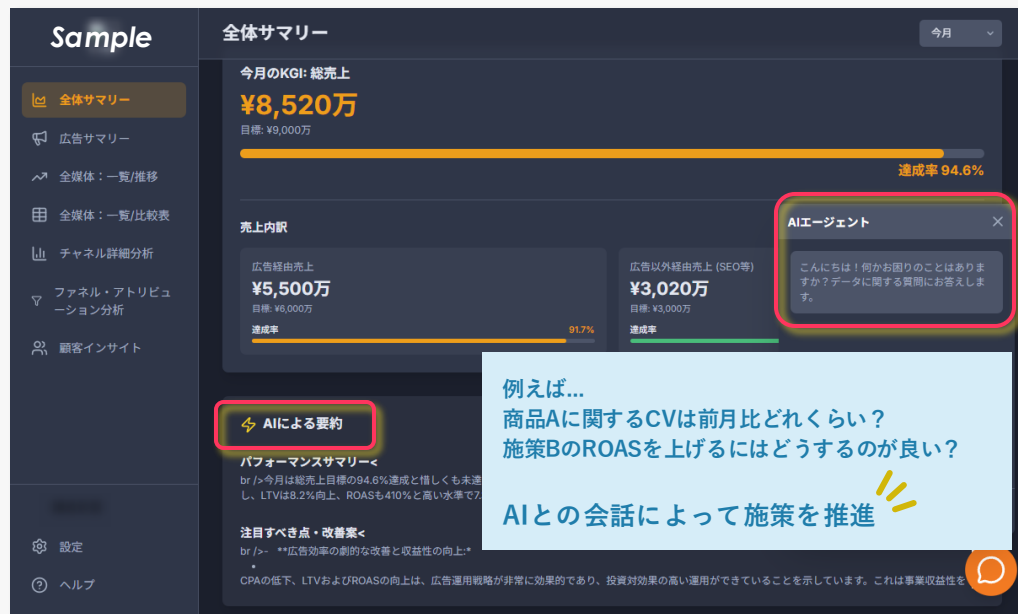 Sample
全体サマリー
広告サマリー
全媒体：一覧/推移
全媒体：一覧/比較表
チャネル詳細分析
ファネル・アトリビュ
ーション分析
顧客インサイト
設定
ヘルプ
全体サマリー
今月
今月のKGI: 総売上
¥8,520万
目標: ¥9,000万
達成率 94.6%
売上内訳
広告経由売上
¥5,500万
目標: ¥6,000万
達成率
91.7%
広告以外経由売上 (SEO等)
¥3,020万
目標: ¥3,000万
達成率
AIエージェント
こんにちは！何かお困りのことはありま
すか？データに関する質問にお答えしま
す。
例えば...
商品Aに関するCVは前月比どれくらい？
施策BのROASを上げるにはどうするのが良い？
AIとの会話によって施策を推進
AIによる要約
パフォーマンスサマリー<
br />今月は総売上目標の94.6%達成と惜しくも未達
し、LTVは8.2%向上、ROASも410%と高い水準で7.
注目すべき点・改善案<
br />- **広告効率の劇的な改善と収益性の向上:*
•
CPAの低下、LTVおよびROASの向上は、広告運用戦略が非常に効果的であり、投資対効果の高い運用ができていることを示しています。これは事業収益性を